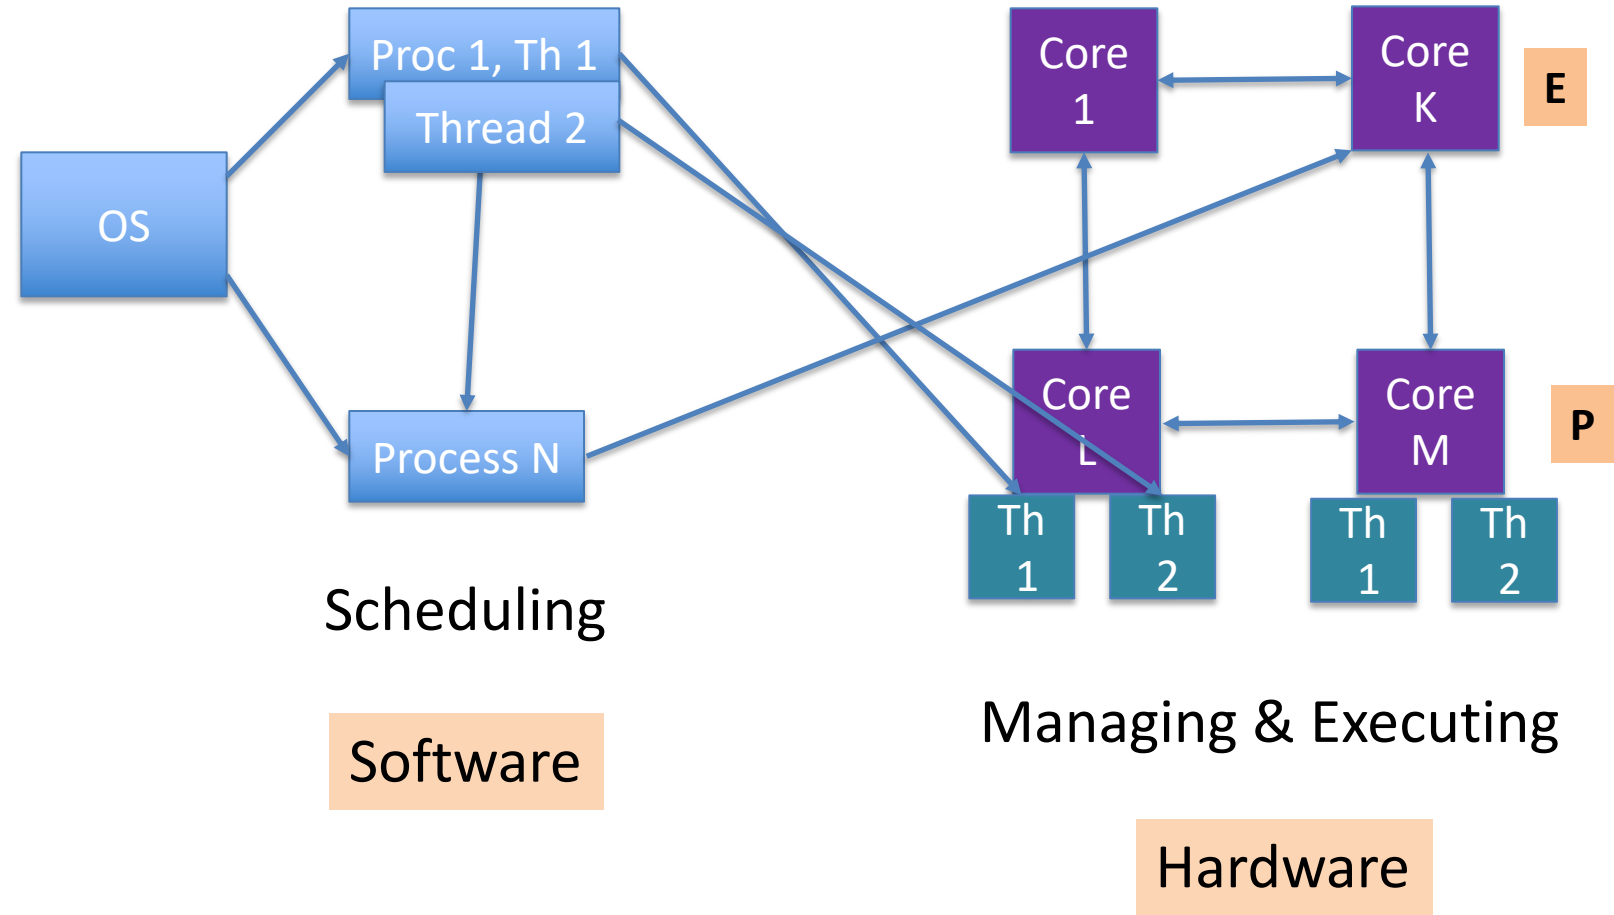 Proc 1, Th 1
Thread 2
OS
Process N
Scheduling
Software
Core
1
Core
K
E
Core
L
Core
M
P
Th
1
Th
2
Th
1
Th
2
Managing & Executing
Hardware